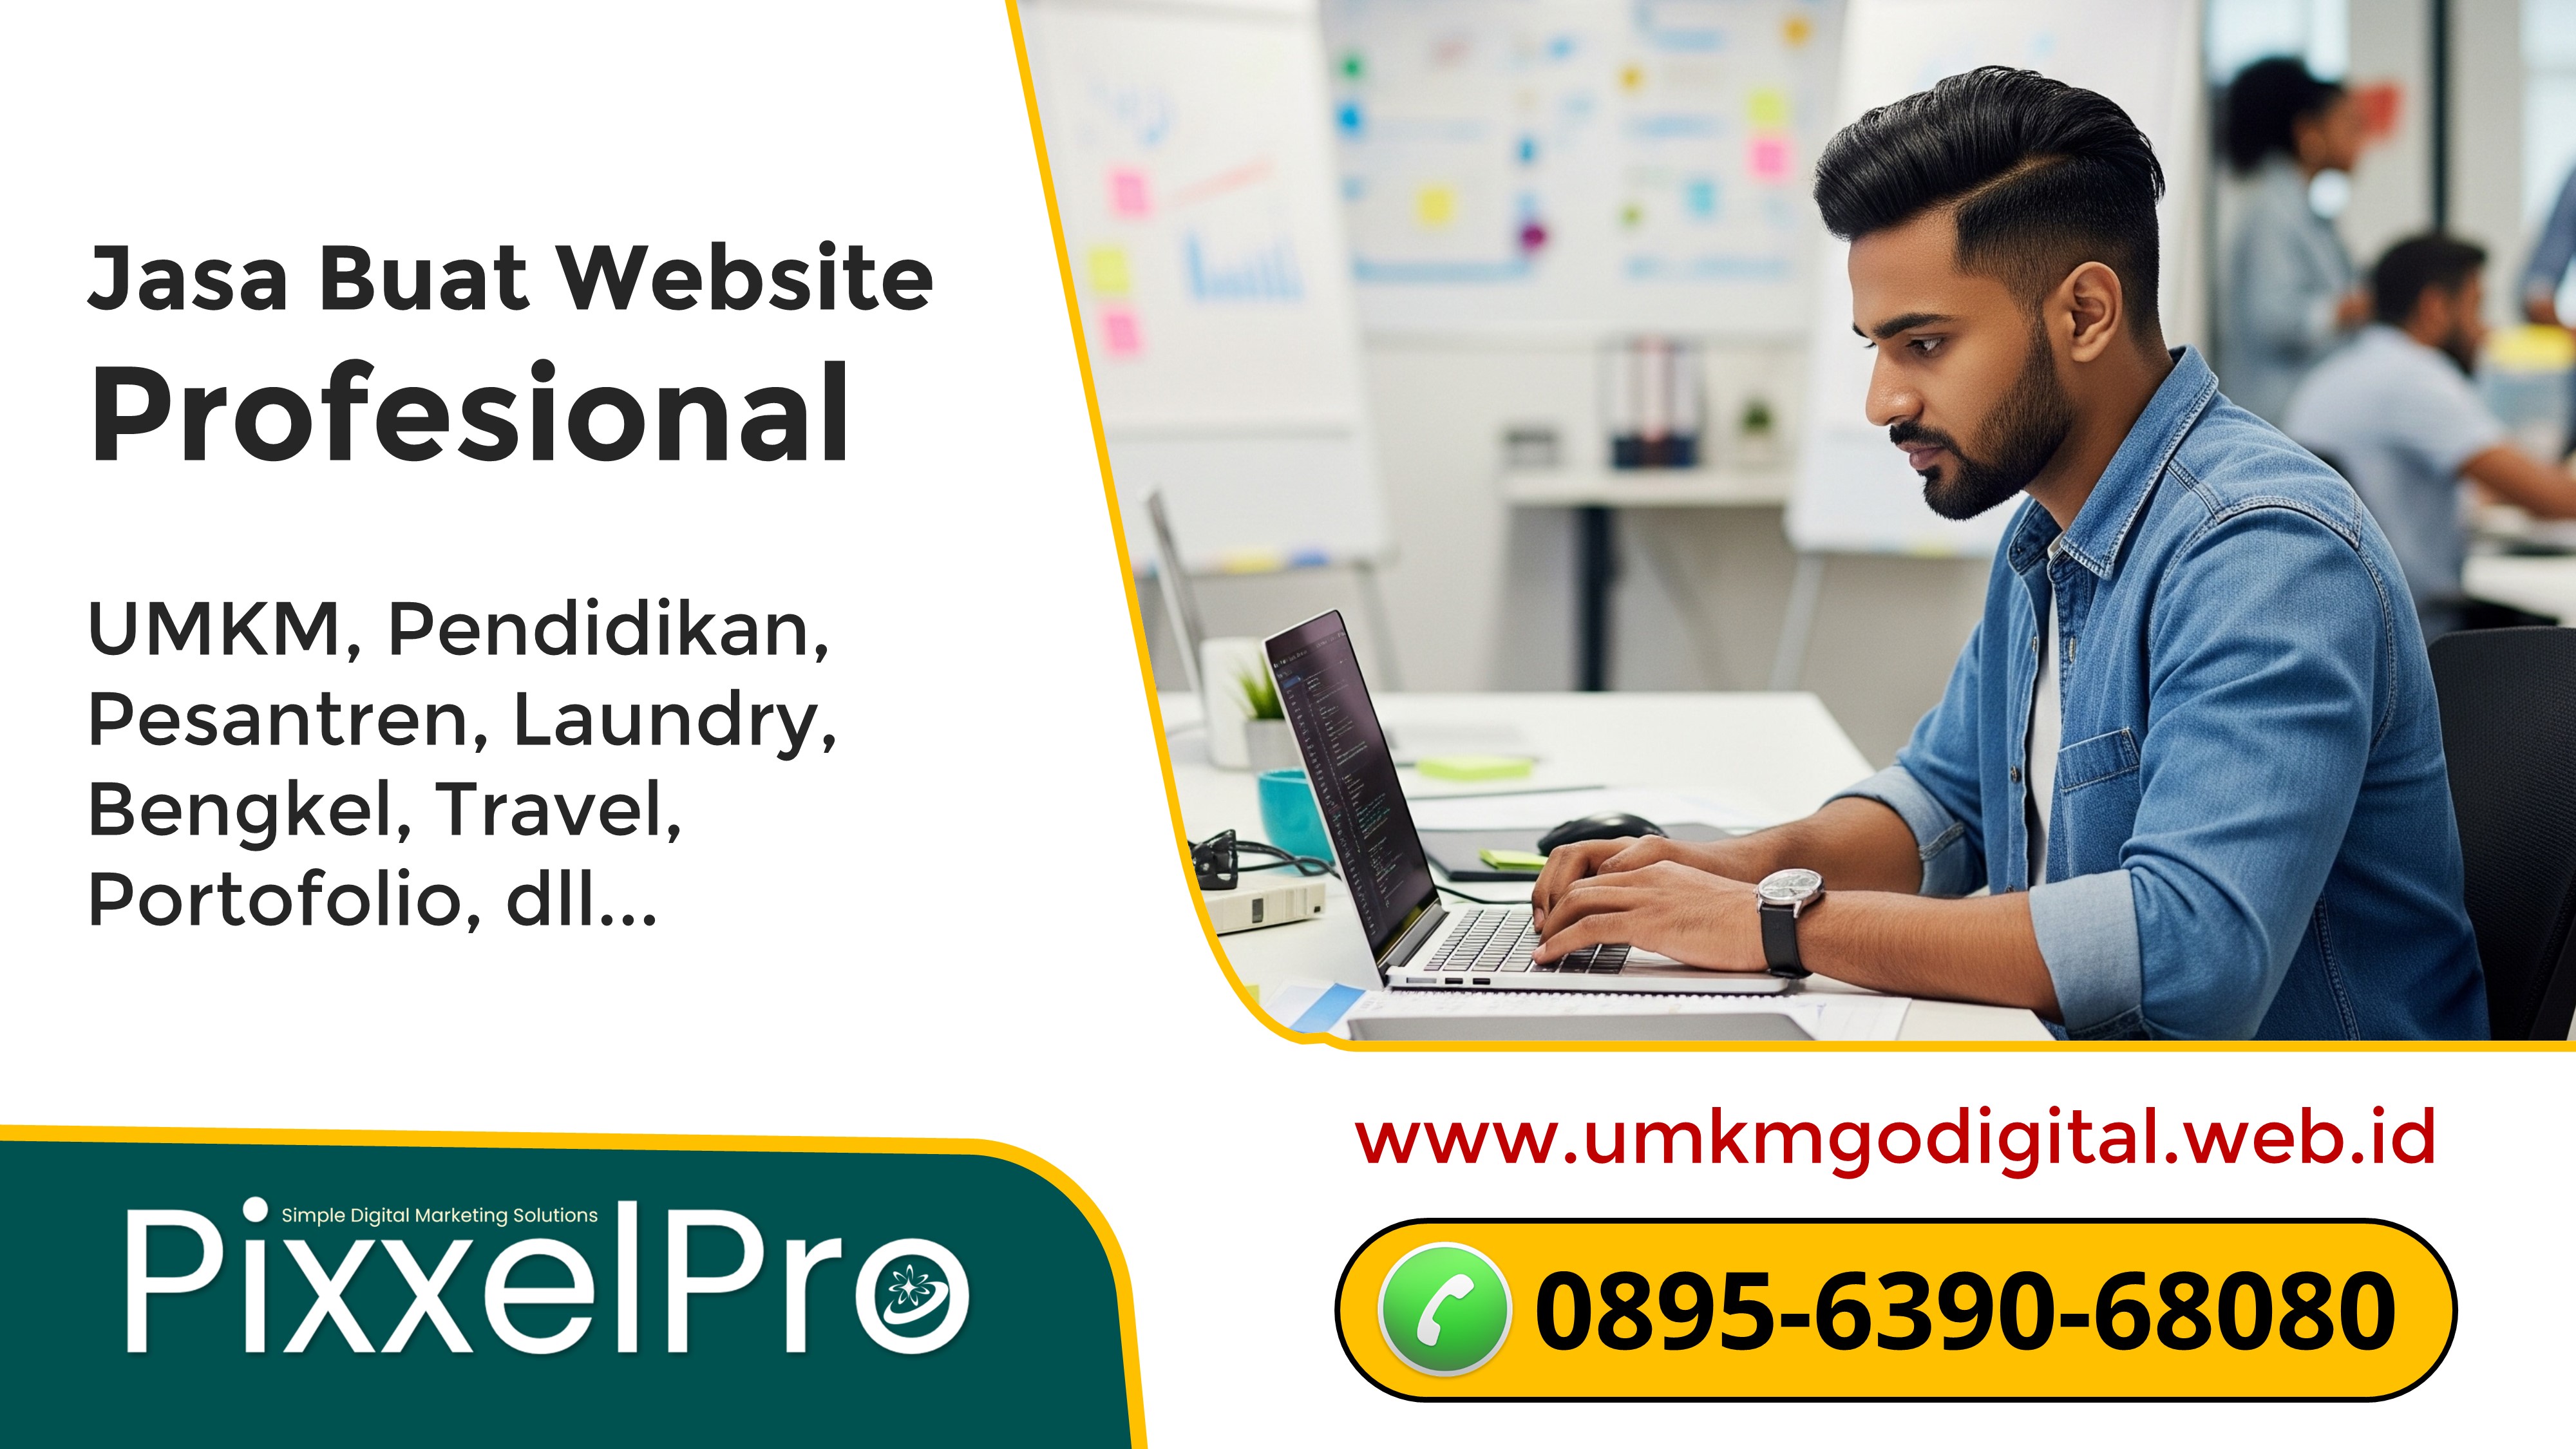 Jasa Buat Website
Profesional
UMKM, Pendidikan,
Pesantren, Laundry,
Bengkel, Travel,
Portofolio, dll...
www.umkmgodigital.web.id
Simple Digital Marketing Solutions
PixxelPro
0895-6390-68080